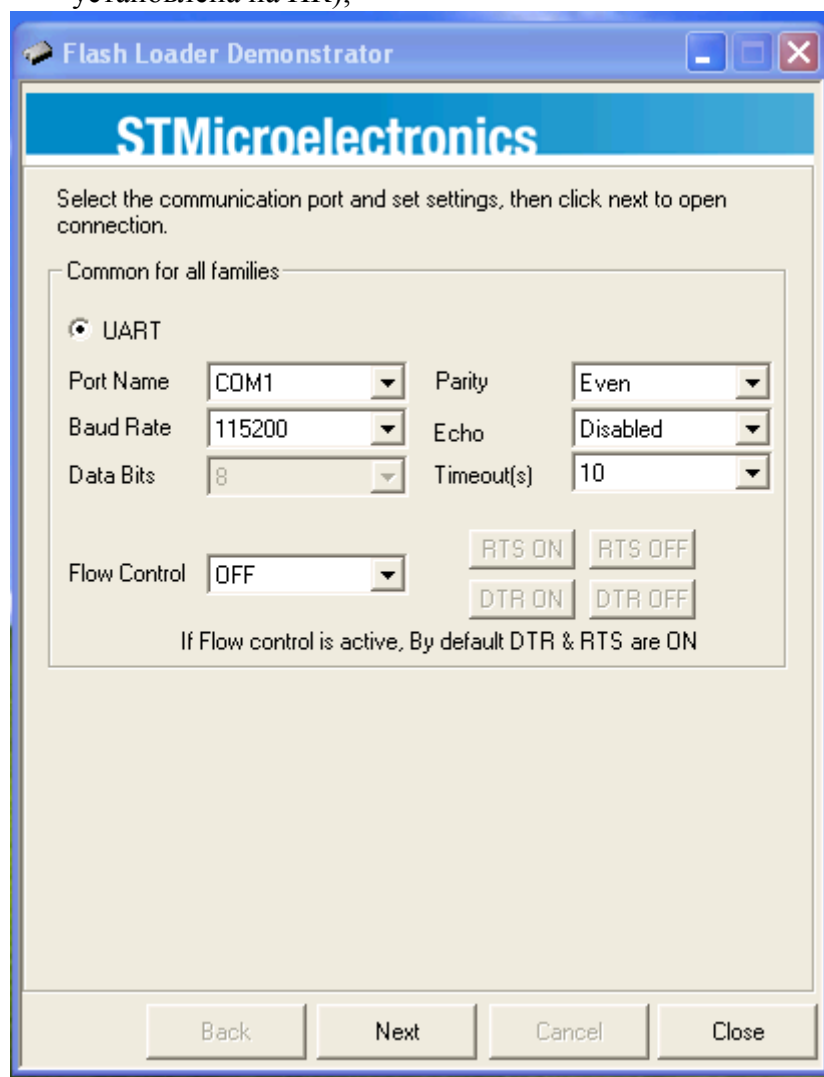 установлена на ПК);
Flash Loader Demonstrator
STMicroelectronics
Select the communication port and set settings, then click next to open
connection.
Common for all families
UART
Port Name COM1 Parity Even
Baud Rate 115200 Echo Disabled
Data Bits 8 Timeout(s) 10
RTS ON RTS OFF
Flow Control OFF
DTR ON DTR OFF
If Flow control is active, By default DTR & RTS are ON
Back Next Cancel Close